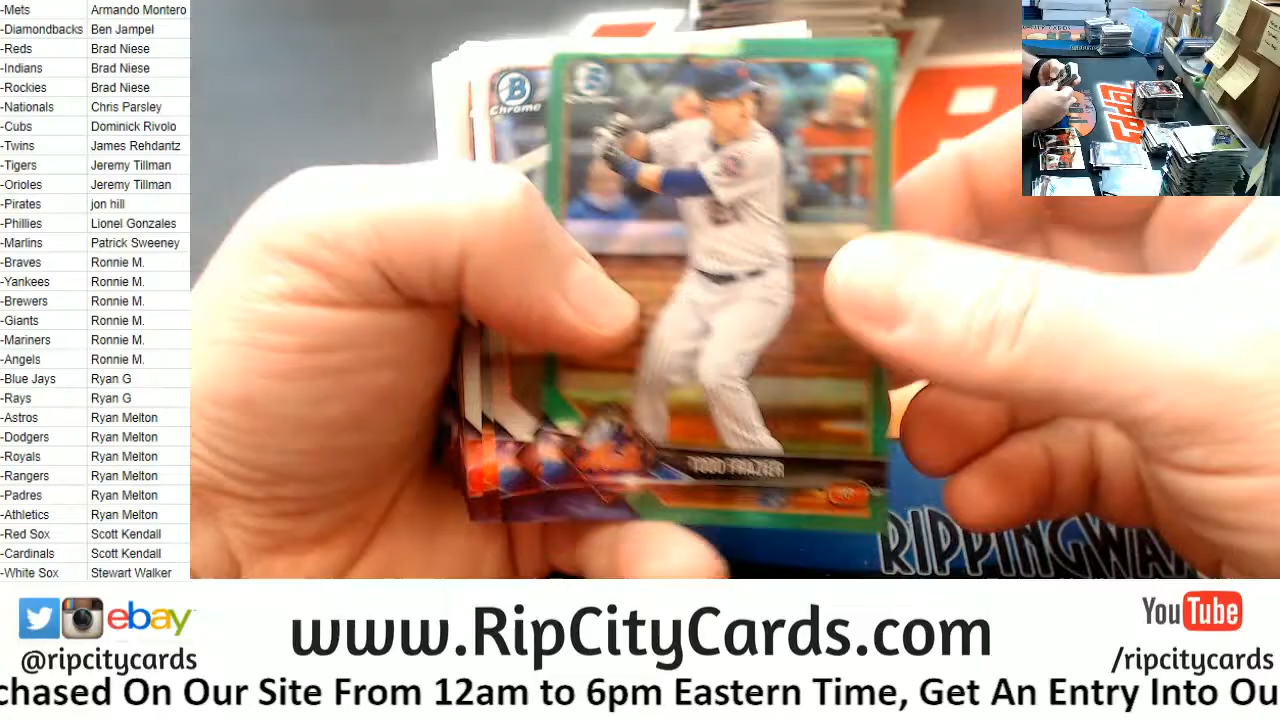 -Mets Armando Montero
-Diamondbacks Ben Jampel
-Reds Brad Niese
-Indians Brad Niese
-Rockies Brad Niese
-Nationals Chris Parsley
-Cubs Dominick Rivolo
-Twins James Rehdantz
-Tigers Jeremy Tillman
-Orioles Jeremy Tillman
-Pirates jon hill
-Phillies Lionel Gonzales
-Marlins Patrick Sweeney
-Braves Ronnie M.
-Yankees Ronnie M.
-Brewers Ronnie M.
-Giants Ronnie M.
-Mariners Ronnie M.
-Angels Ronnie M.
-Blue Jays Ryan G
-Rays Ryan G
-Astros Ryan Melton
-Dodgers Ryan Melton
-Royals Ryan Melton
-Rangers Ryan Melton
-Padres Ryan Melton
-Athletics Ryan Melton
-Red Sox Scott Kendall
-Cardinals Scott Kendall
-White Sox Stewart Walker
B
Chrome
TODD FRAZIER
TOPPS
RIPPINGWA
ebay
@ripcitycards
www.RipCityCards.com
YouTube
/ripcitycards
chased On Our Site From 12am to 6pm Eastern Time, Get An Entry Into Ou